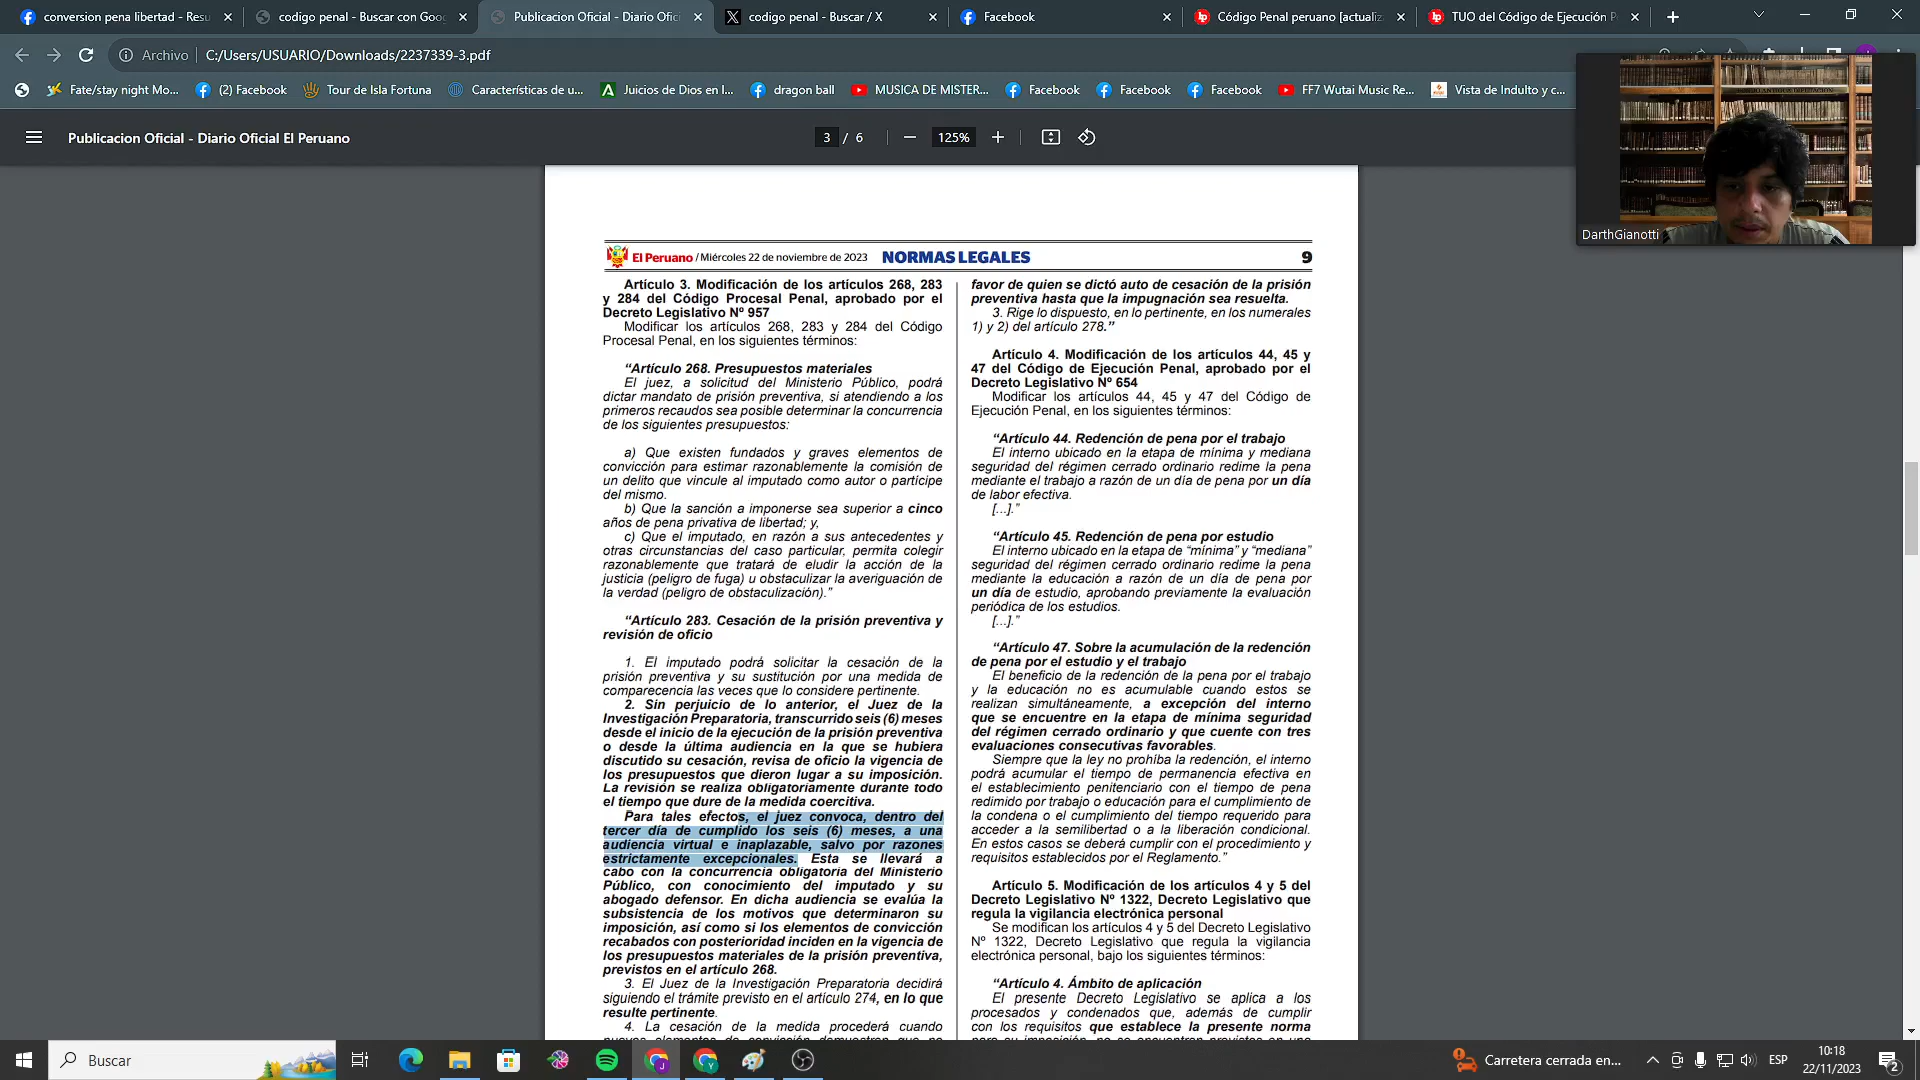 conversion pena libertad - Resu
codigo penal - Buscar con Goo
Publicacion Oficial - Diario Ofici
codigo penal - Buscar / X
Facebook
Código Penal peruano [actualiz
TUO del Código de Ejecución P
Archivo
C:/Users/USUARIO/Downloads/2237339-3.pdf
Fate/stay night Mo...
(2) Facebook
Tour de Isla Fortuna
Características de u...
Juicios de Dios en I...
dragon ball
MUSICA DE MISTER...
Facebook
Facebook
Facebook
FF7 Wutai Music Re...
Vista de Indulto y c...
Publicacion Oficial - Diario Oficial El Peruano
3 / 6
125%
DarthGianotti
El Peruano / Miércoles 22 de noviembre de 2023
NORMAS LEGALES
9
Artículo 3. Modificación de los artículos 268, 283
y 284 del Código Procesal Penal, aprobado por el
Decreto Legislativo Nº 957
Modificar los artículos 268, 283 y 284 del Código
Procesal Penal, en los siguientes términos:
“Artículo 268. Presupuestos materiales
El juez, a solicitud del Ministerio Público, podrá
dictar mandato de prisión preventiva, si atendiendo a los
primeros recaudos sea posible determinar la concurrencia
de los siguientes presupuestos:
a) Que existen fundados y graves elementos de
convicción para estimar razonablemente la comisión de
un delito que vincule al imputado como autor o partícipe
del mismo.
b) Que la sanción a imponerse sea superior a cinco
años de pena privativa de libertad; y,
c) Que el imputado, en razón a sus antecedentes y
otras circunstancias del caso particular, permita colegir
razonablemente que tratará de eludir la acción de la
justicia (peligro de fuga) u obstaculizar la averiguación de
la verdad (peligro de obstaculización).”
“Artículo 283. Cesación de la prisión preventiva y
revisión de oficio
1. El imputado podrá solicitar la cesación de la
prisión preventiva y su sustitución por una medida de
comparecencia las veces que lo considere pertinente.
2. Sin perjuicio de lo anterior, el Juez de la
Investigación Preparatoria, transcurrido seis (6) meses
desde el inicio de la ejecución de la prisión preventiva
o desde la última audiencia en la que se hubiera
discutido su cesación, revisa de oficio la vigencia de
los presupuestos que dieron lugar a su imposición.
La revisión se realiza obligatoriamente durante todo
el tiempo que dure de la medida coercitiva.
Para tales efectos, el juez convoca, dentro del
tercer día de cumplido los seis (6) meses, a una
audiencia virtual e inaplazable, salvo por razones
estrictamente excepcionales. Esta se llevará a
cabo con la concurrencia obligatoria del Ministerio
Público, con conocimiento del imputado y su
abogado defensor. En dicha audiencia se evalúa la
subsistencia de los motivos que determinaron su
imposición, así como si los elementos de convicción
recabados con posterioridad inciden en la vigencia de
los presupuestos materiales de la prisión preventiva,
previstos en el artículo 268.
3. El Juez de la Investigación Preparatoria decidirá
siguiendo el trámite previsto en el artículo 274, en lo que
resulte pertinente.
4. La cesación de la medida procederá cuando
nuevos elementos de convicción demuestren que no
favor de quien se dictó auto de cesación de la prisión
preventiva hasta que la impugnación sea resuelta.
3. Rige lo dispuesto, en lo pertinente, en los numerales
1) y 2) del artículo 278.”
Artículo 4. Modificación de los artículos 44, 45 y
47 del Código de Ejecución Penal, aprobado por el
Decreto Legislativo Nº 654
Modificar los artículos 44, 45 y 47 del Código de
Ejecución Penal, en los siguientes términos:
“Artículo 44. Redención de pena por el trabajo
El interno ubicado en la etapa de mínima y mediana
seguridad del régimen cerrado ordinario redime la pena
mediante el trabajo a razón de un día de pena por un día
de labor efectiva.
[...].”
“Artículo 45. Redención de pena por estudio
El interno ubicado en la etapa de “mínima” y “mediana”
seguridad del régimen cerrado ordinario redime la pena
mediante la educación a razón de un día de pena por
un día de estudio, aprobando previamente la evaluación
periódica de los estudios.
[...].”
“Artículo 47. Sobre la acumulación de la redención
de pena por el estudio y el trabajo
El beneficio de la redención de la pena por el trabajo
y la educación no es acumulable cuando estos se
realizan simultáneamente, a excepción del interno
que se encuentre en la etapa de mínima seguridad
del régimen cerrado ordinario y que cuente con tres
evaluaciones consecutivas favorables.
Siempre que la ley no prohíba la redención, el interno
podrá acumular el tiempo de permanencia efectiva en
el establecimiento penitenciario con el tiempo de pena
redimido por trabajo o educación para el cumplimiento de
la condena o el cumplimiento del tiempo requerido para
acceder a la semilibertad o a la liberación condicional.
En estos casos se deberá cumplir con el procedimiento y
requisitos establecidos por el Reglamento.”
Artículo 5. Modificación de los artículos 4 y 5 del
Decreto Legislativo Nº 1322, Decreto Legislativo que
regula la vigilancia electrónica personal
Se modifican los artículos 4 y 5 del Decreto Legislativo
Nº 1322, Decreto Legislativo que regula la vigilancia
electrónica personal, bajo los siguientes términos:
“Artículo 4. Ámbito de aplicación
El presente Decreto Legislativo se aplica a los
procesados y condenados que, además de cumplir
con los requisitos que establece la presente norma
Buscar
Carretera cerrada en...
ESP
10:18
22/11/2023
2